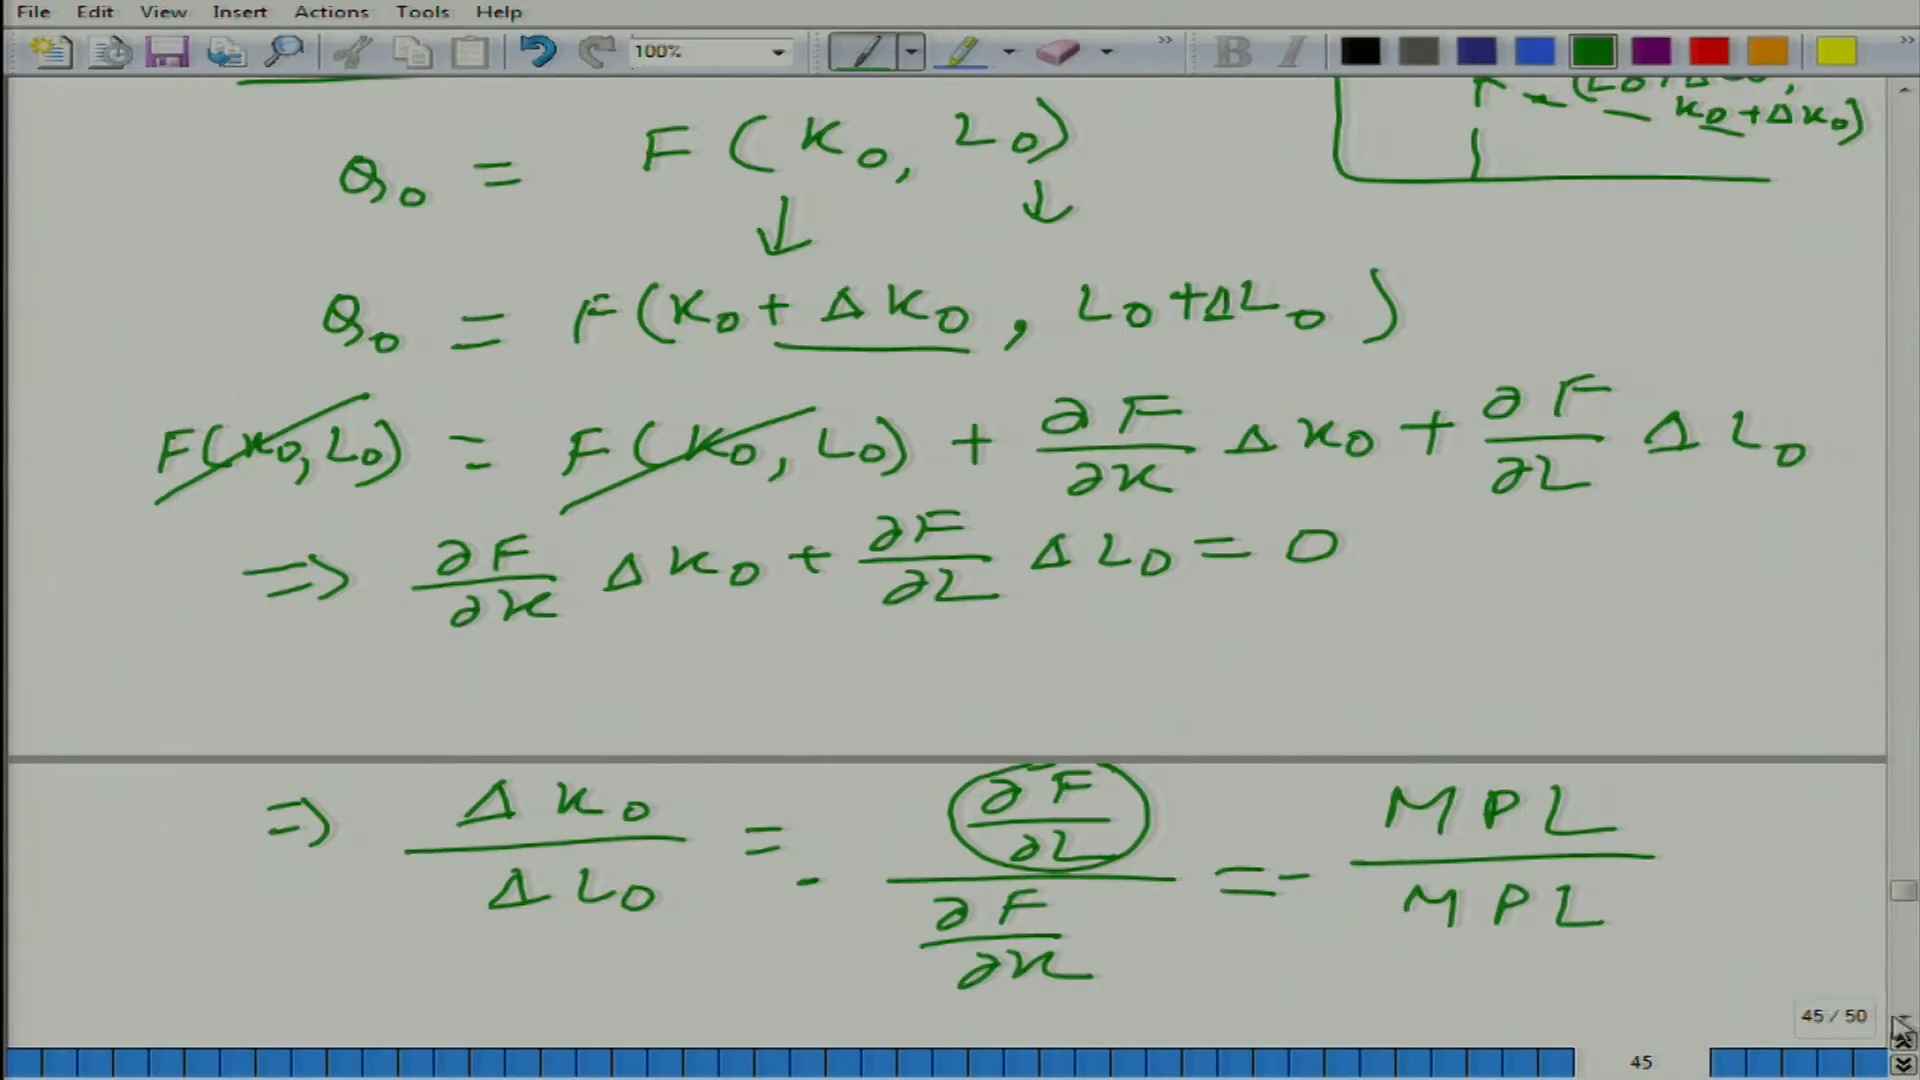 File Edit View Insert Actions Tools Help
100%
K₀ + ΔK₀)
Q₀ = F(K₀, L₀)
↓ ↓
Q₀ = F(K₀ + ΔK₀, L₀ + ΔL₀)
F(K₀, L₀) = F(K₀, L₀) + ∂F/∂K ΔK₀ + ∂F/∂L ΔL₀
=> ∂F/∂K ΔK₀ + ∂F/∂L ΔL₀ = 0
=> ΔK₀/ΔL₀ = - (∂F/∂L)/(∂F/∂K) = - MPL/MPL
45 / 50
45